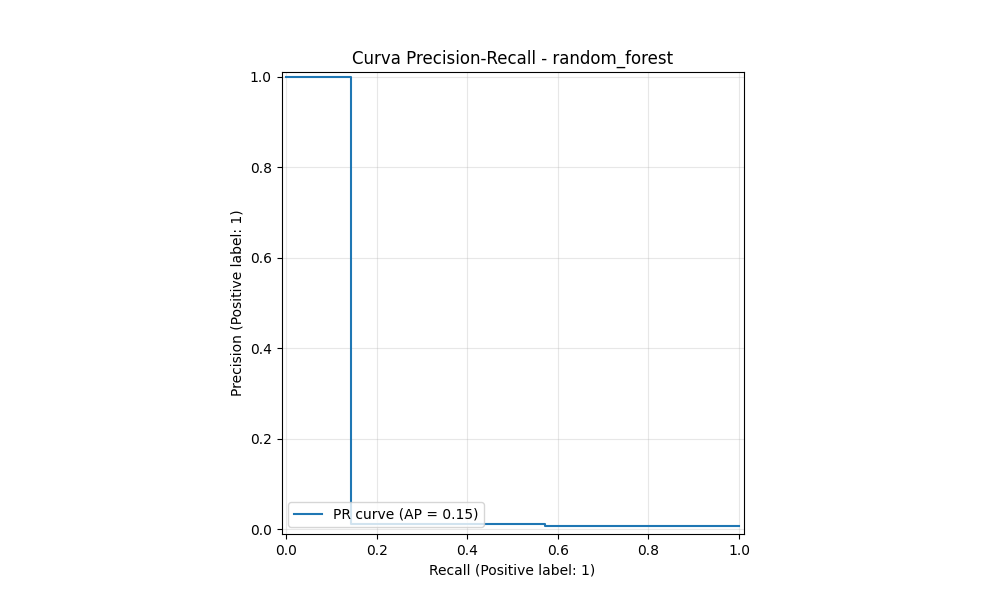 Curva Precision-Recall - random_forest
Precision (Positive label: 1)
1.0
0.8
0.6
0.4
0.2
0.0
PR curve (AP = 0.15)
0.0 0.2 0.4 0.6 0.8 1.0
Recall (Positive label: 1)